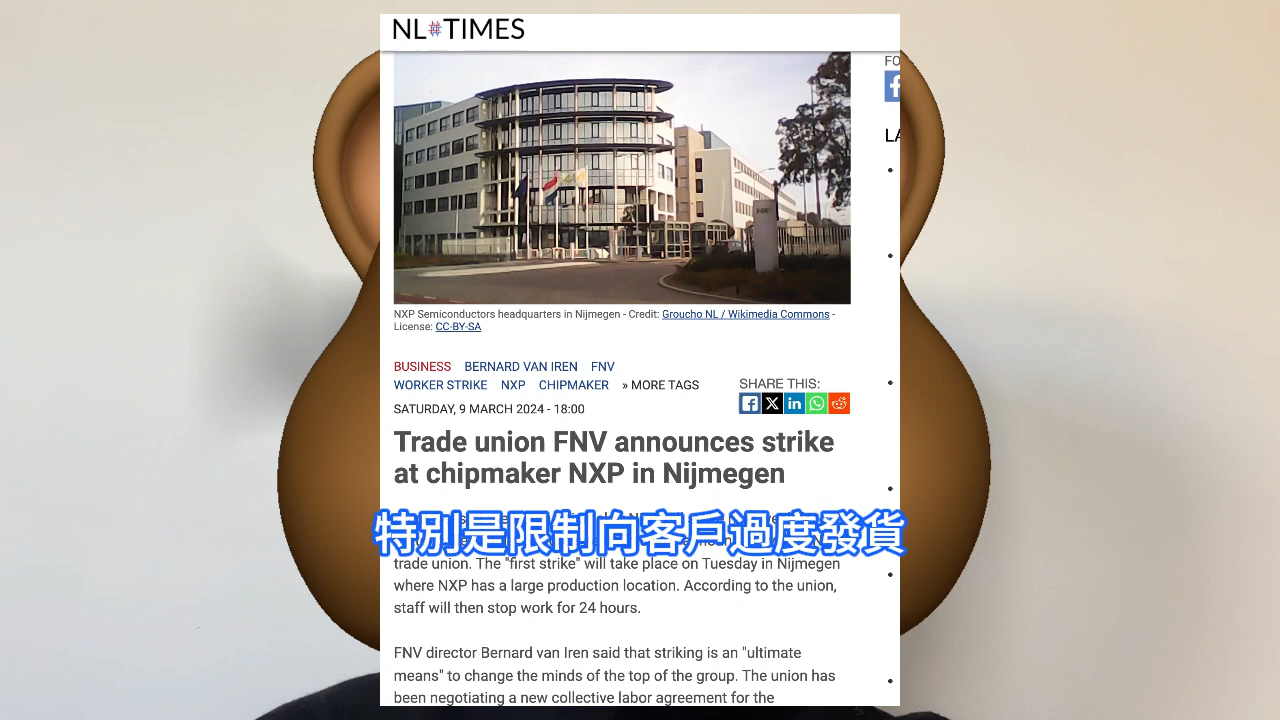 NL#TIMES
FO
LA
NXP Semiconductors headquarters in Nijmegen - Credit: Groucho NL / Wikimedia Commons -
License: CC-BY-SA
BUSINESS BERNARD VAN IREN FNV
WORKER STRIKE NXP CHIPMAKER » MORE TAGS
SHARE THIS:
SATURDAY, 9 MARCH 2024 - 18:00
Trade union FNV announces strike
at chipmaker NXP in Nijmegen
特別是限制向客戶過度發貨
trade union. The "first strike" will take place on Tuesday in Nijmegen
where NXP has a large production location. According to the union,
staff will then stop work for 24 hours.
FNV director Bernard van Iren said that striking is an "ultimate
means" to change the minds of the top of the group. The union has
been negotiating a new collective labor agreement for the